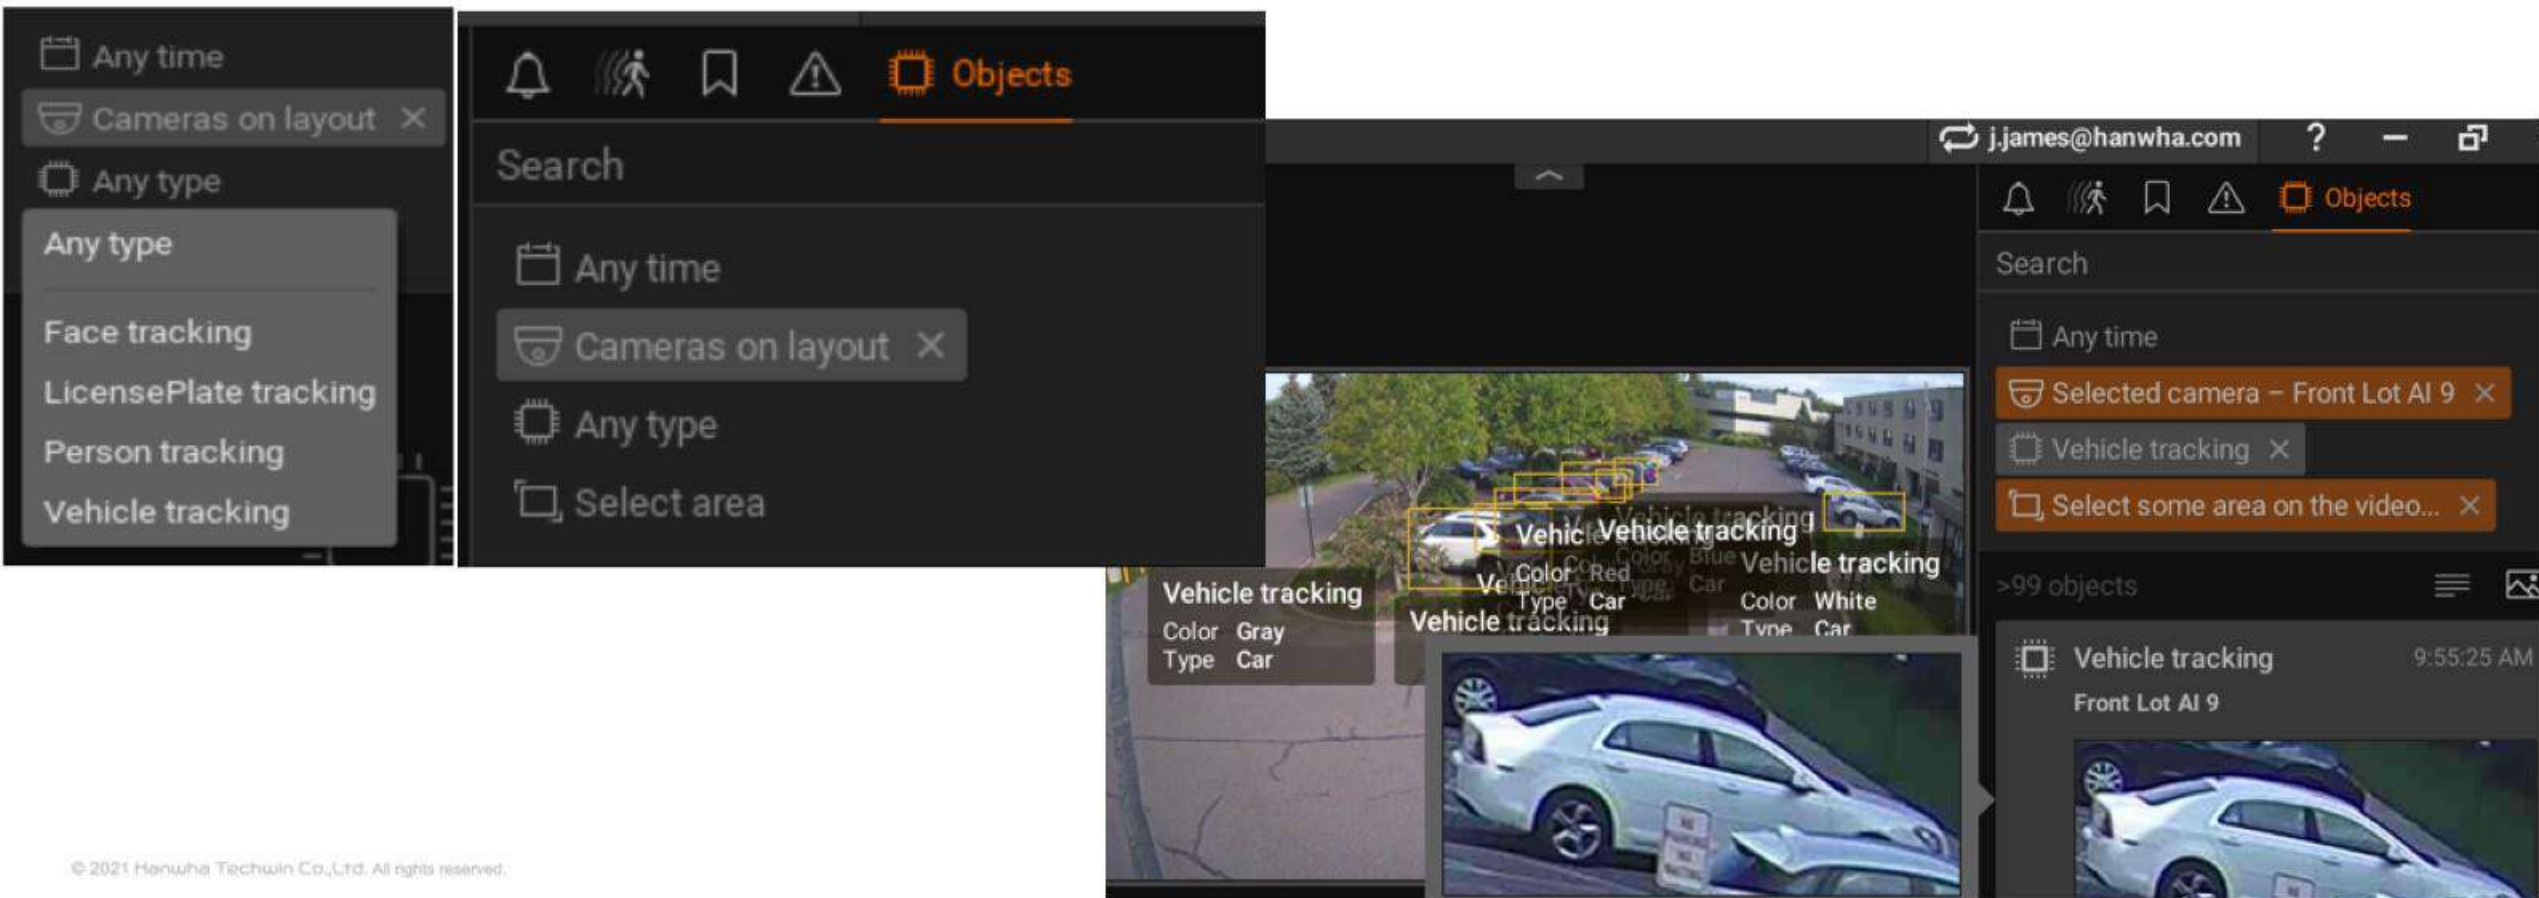 Any time
Cameras on layout
Any type
Any type
Face tracking
LicensePlate tracking
Person tracking
Vehicle tracking
Objects
Search
Any time
Cameras on layout
Any type
Select area
j.james@hanwha.com
?
Objects
Search
Any time
Selected camera – Front Lot AI 9
Vehicle tracking
Select some area on the video...
>99 objects
Vehicle tracking 9:55:25 AM
Front Lot AI 9
Vehicle tracking
Color Gray
Type Car
Vehicle tracking
Vehicle tracking
Color Red
Type Car
Color Blue
Car
Vehicle tracking
Color White
Type Car
Vehicle tracking
© 2021 Hanwha Techwin Co.,Ltd. All rights reserved.